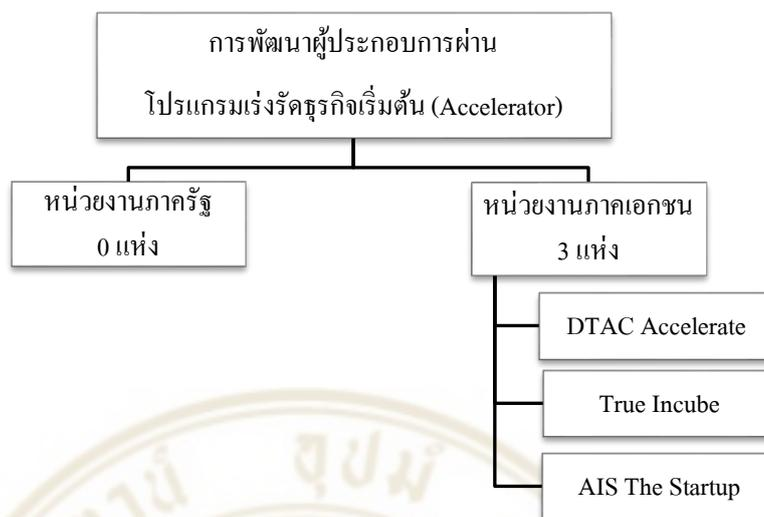 การพัฒนาผู้ประกอบการผ่าน
โปรแกรมเร่งรัดธุรกิจเริ่มต้น (Accelerator)
หน่วยงานภาครัฐ
0 แห่ง
หน่วยงานภาคเอกชน
3 แห่ง
DTAC Accelerate
True Incube
AIS The Startup